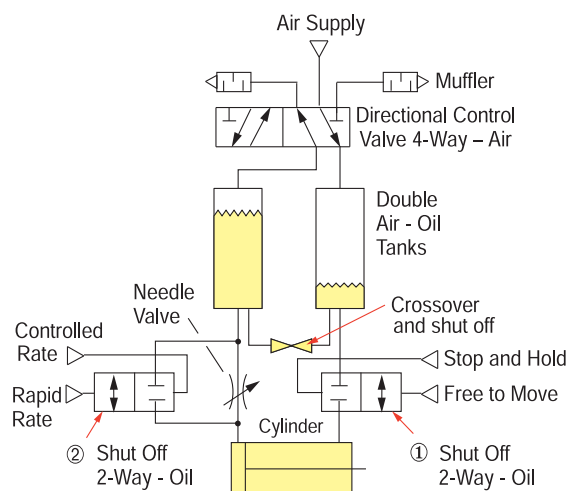 Air Supply
Muffler
Directional Control
Valve 4-Way – Air
Double
Air - Oil
Tanks
Needle
Valve
Crossover
and shut off
Controlled
Rate
Stop and Hold
Rapid
Rate
Free to Move
Cylinder
② Shut Off
2-Way - Oil
① Shut Off
2-Way - Oil